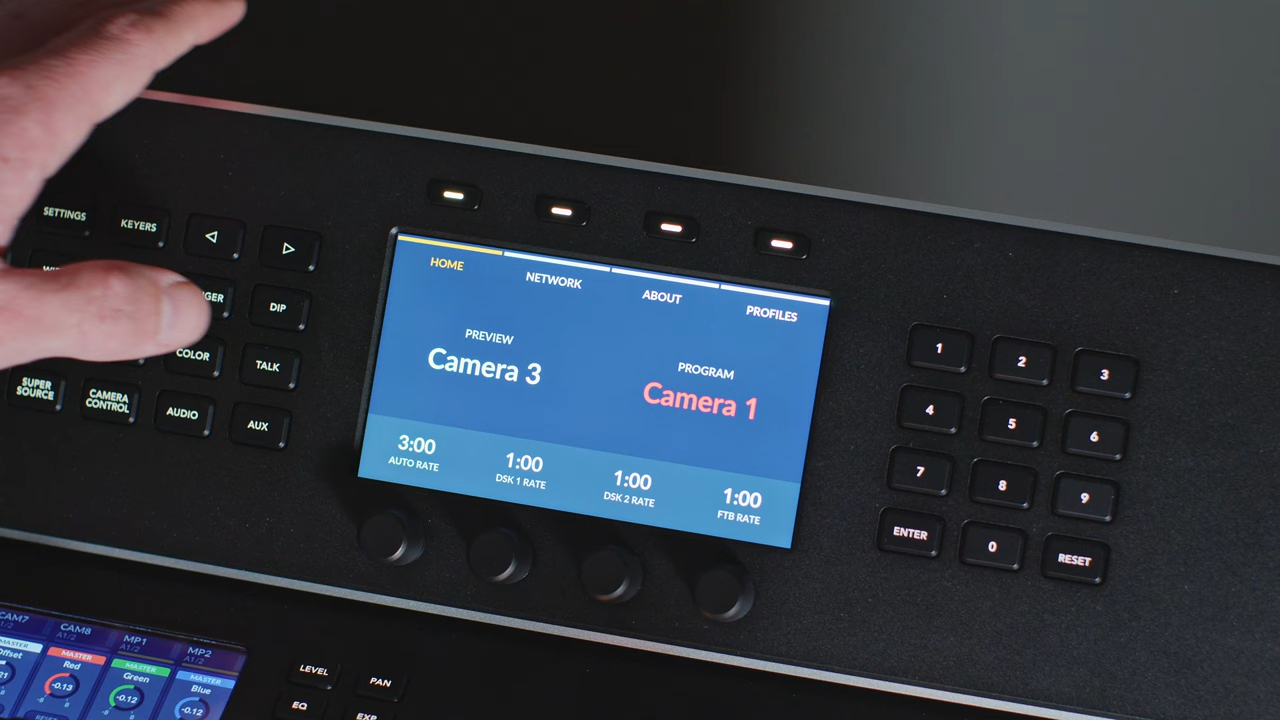 SETTINGS
KEYERS
DIP
COLOR
TALK
SUPER
SOURCE
CAMERA
CONTROL
AUDIO
AUX
HOME
NETWORK
ABOUT
PROFILES
PREVIEW
Camera 3
PROGRAM
Camera 1
3:00
AUTO RATE
1:00
DSK 1 RATE
1:00
DSK 2 RATE
1:00
FTB RATE
1
2
3
4
5
6
7
8
9
ENTER
0
RESET
CAM7
A1/2
CAM8
A1/2
MP1
A1/2
MP2
A1/2
MASTER
Offset
MASTER
Red
-0.13
MASTER
Green
-0.12
MASTER
Blue
-0.12
RESET
LEVEL
PAN
EQ
EXP